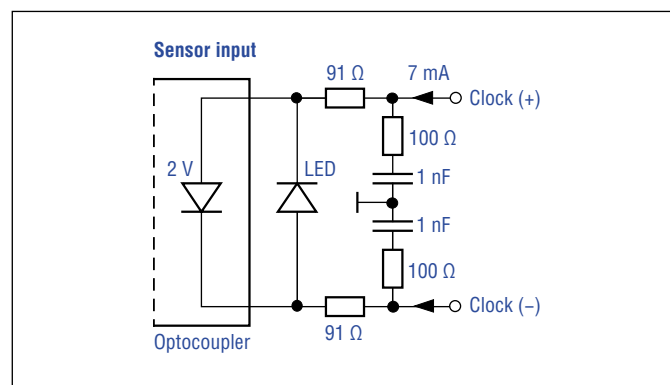 Sensor input
91 Ω
7 mA
Clock (+)
100 Ω
2 V
LED
1 nF
1 nF
100 Ω
Clock (−)
91 Ω
Optocoupler